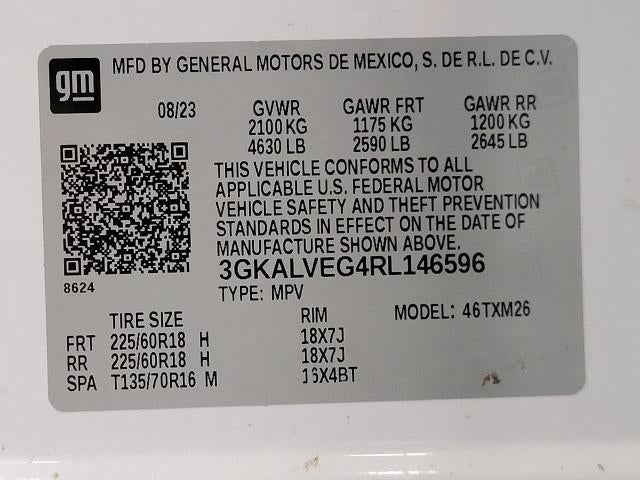 gm
MFD BY GENERAL MOTORS DE MEXICO, S. DE R.L. DE C.V.
08/23 GVWR GAWR FRT GAWR RR
2100 KG 1175 KG 1200 KG
4630 LB 2590 LB 2645 LB
THIS VEHICLE CONFORMS TO ALL
APPLICABLE U.S. FEDERAL MOTOR
VEHICLE SAFETY AND THEFT PREVENTION
STANDARDS IN EFFECT ON THE DATE OF
MANUFACTURE SHOWN ABOVE.
3GKALVEG4RL146596
8624
TYPE: MPV
TIRE SIZE RIM MODEL: 46TXM26
FRT 225/60R18 H 18X7J
RR 225/60R18 H 18X7J
SPA T135/70R16 M 16X4BT